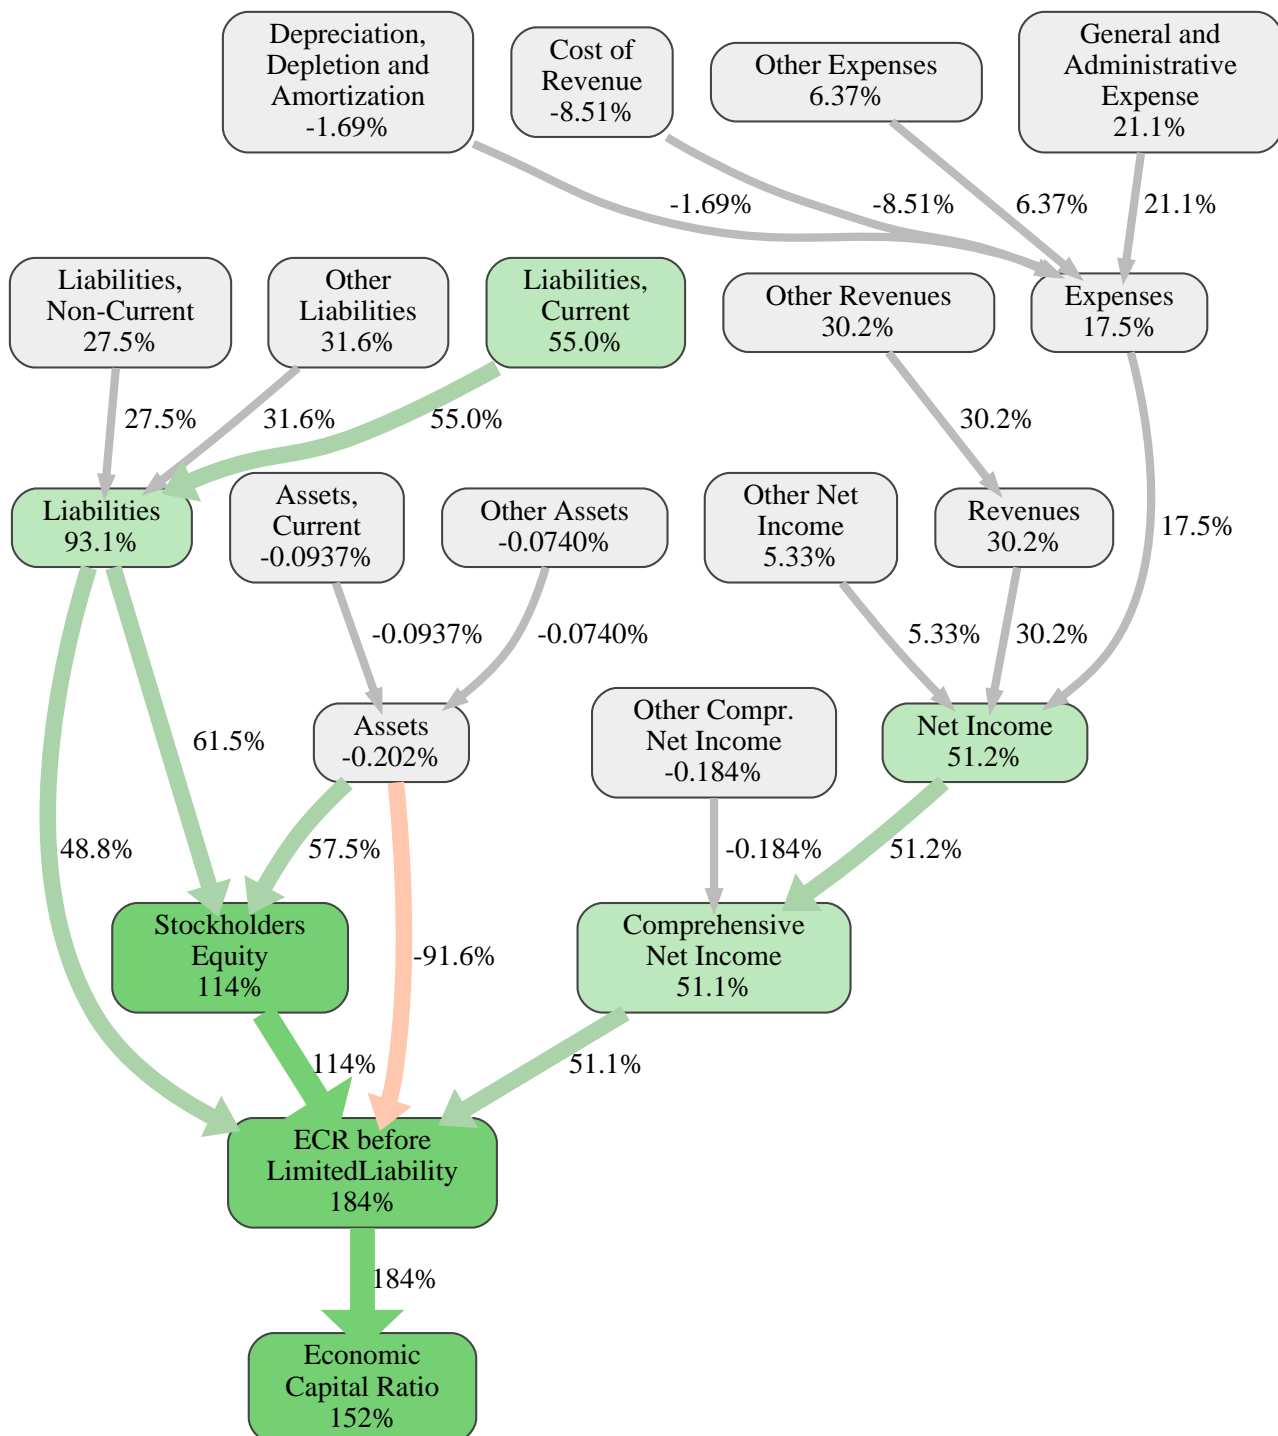 Depreciation,
Depletion and
Amortization
-1.69%
Cost of
Revenue
-8.51%
Other Expenses
6.37%
General and
Administrative
Expense
21.1%
-1.69%
-8.51%
6.37%
21.1%
Liabilities,
Non-Current
27.5%
Other
Liabilities
31.6%
Liabilities,
Current
55.0%
Other Revenues
30.2%
Expenses
17.5%
27.5%
31.6%
55.0%
30.2%
Liabilities
93.1%
Assets,
Current
-0.0937%
Other Assets
-0.0740%
Other Net
Income
5.33%
Revenues
30.2%
17.5%
-0.0937%
-0.0740%
5.33%
30.2%
61.5%
Assets
-0.202%
Other Compr.
Net Income
-0.184%
Net Income
51.2%
48.8%
57.5%
-0.184%
51.2%
Stockholders
Equity
114%
-91.6%
Comprehensive
Net Income
51.1%
114%
51.1%
ECR before
LimitedLiability
184%
184%
Economic
Capital Ratio
152%